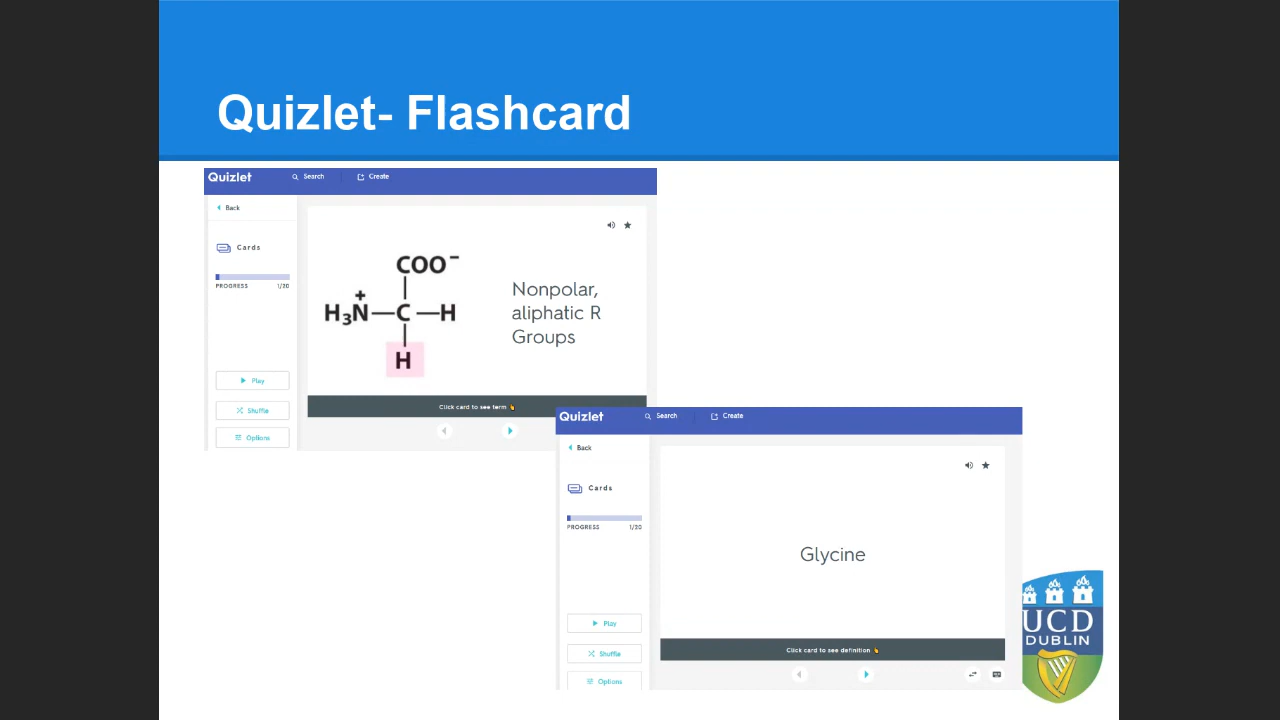 Quizlet- Flashcard
Quizlet Search Create
Back
Cards
PROGRESS 1/20
Play
Shuffle
Options
COO⁻
H₃N⁺—C—H
H
Nonpolar,
aliphatic R
Groups
Click card to see term
Quizlet Search Create
Back
Cards
PROGRESS 1/20
Play
Shuffle
Options
Glycine
Click card to see definition
UCD
DUBLIN